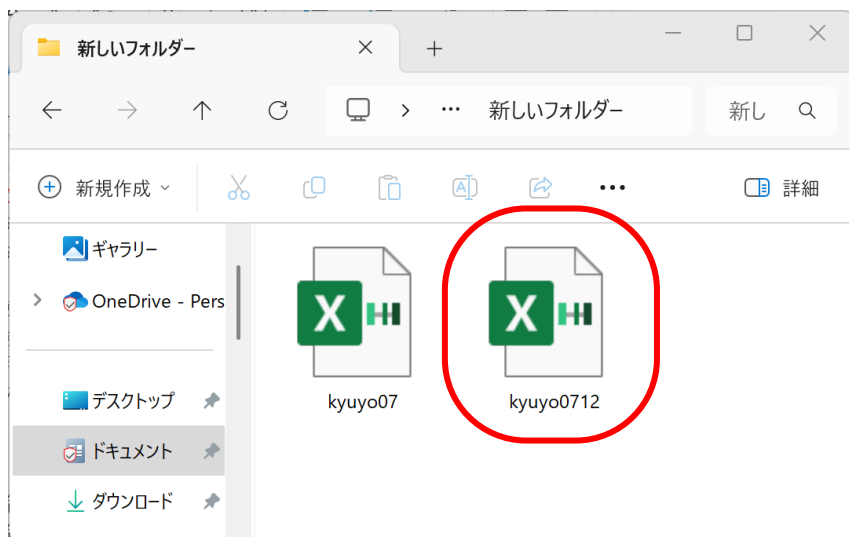 新しいフォルダー
新しいフォルダー
新し
新規作成
詳細
ギャラリー
OneDrive - Pers
デスクトップ
ドキュメント
ダウンロード
kyuyo07
kyuyo0712